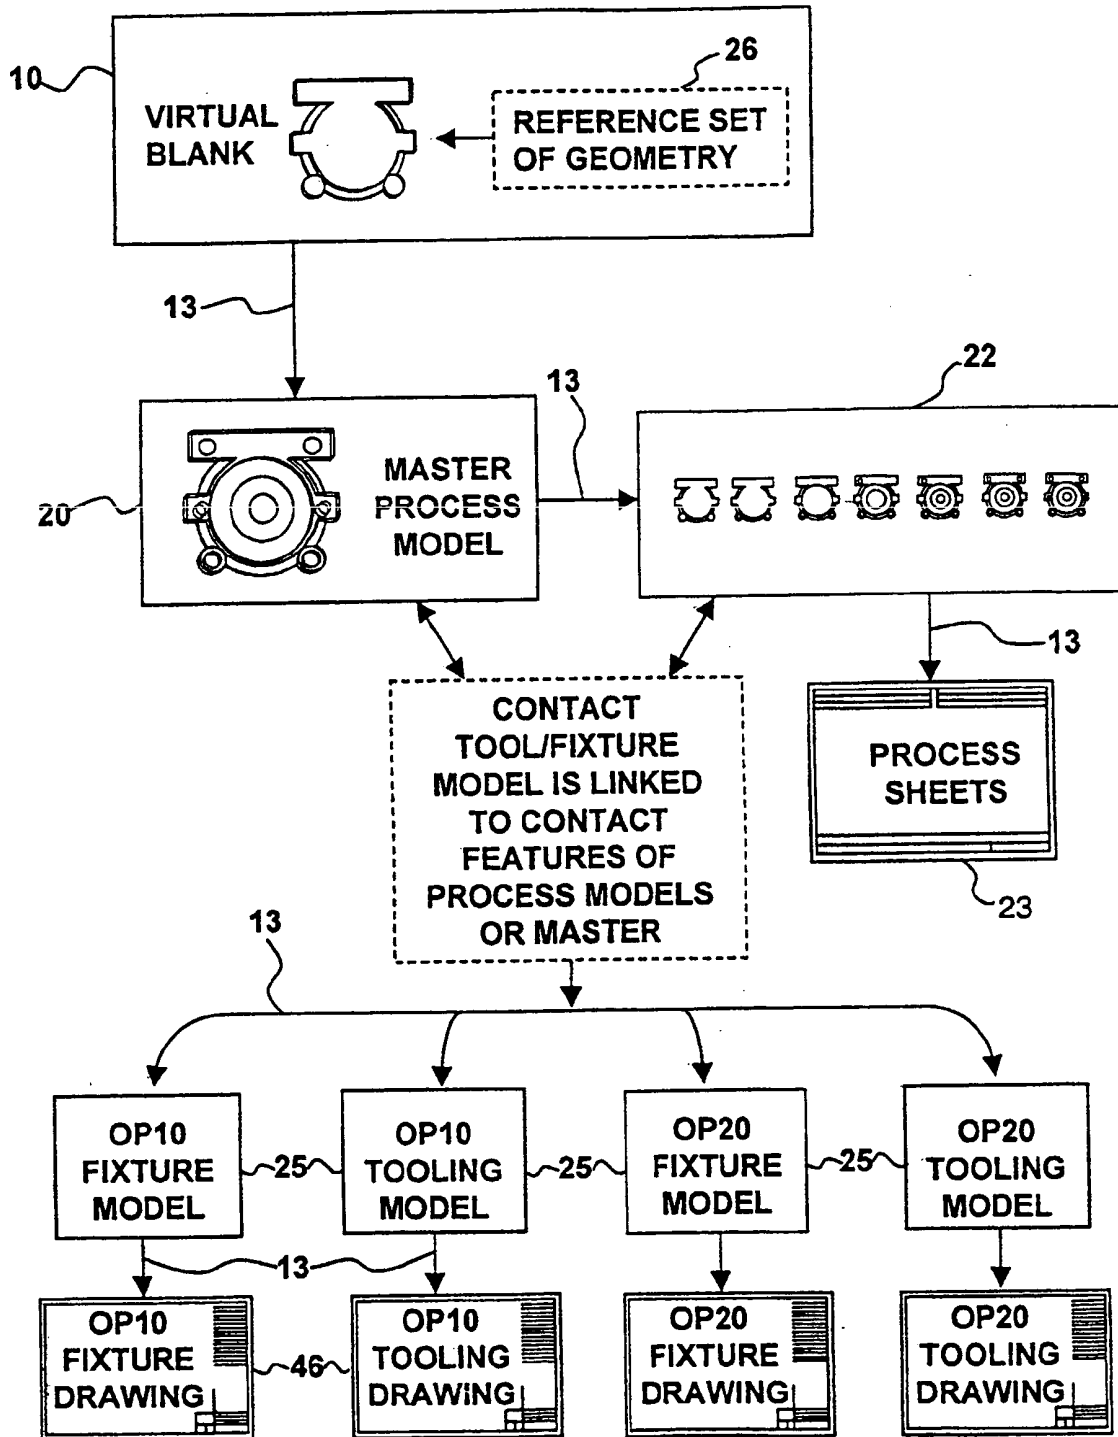 10
26
VIRTUAL
BLANK
REFERENCE SET
OF GEOMETRY
13
13
22
20
MASTER
PROCESS
MODEL
13
CONTACT
TOOL/FIXTURE
MODEL IS LINKED
TO CONTACT
FEATURES OF
PROCESS MODELS
OR MASTER
PROCESS
SHEETS
23
13
OP10
FIXTURE
MODEL
25
OP10
TOOLING
MODEL
25
OP20
FIXTURE
MODEL
25
OP20
TOOLING
MODEL
13
OP10
FIXTURE
DRAWING
46
OP10
TOOLING
DRAWING
OP20
FIXTURE
DRAWING
OP20
TOOLING
DRAWING